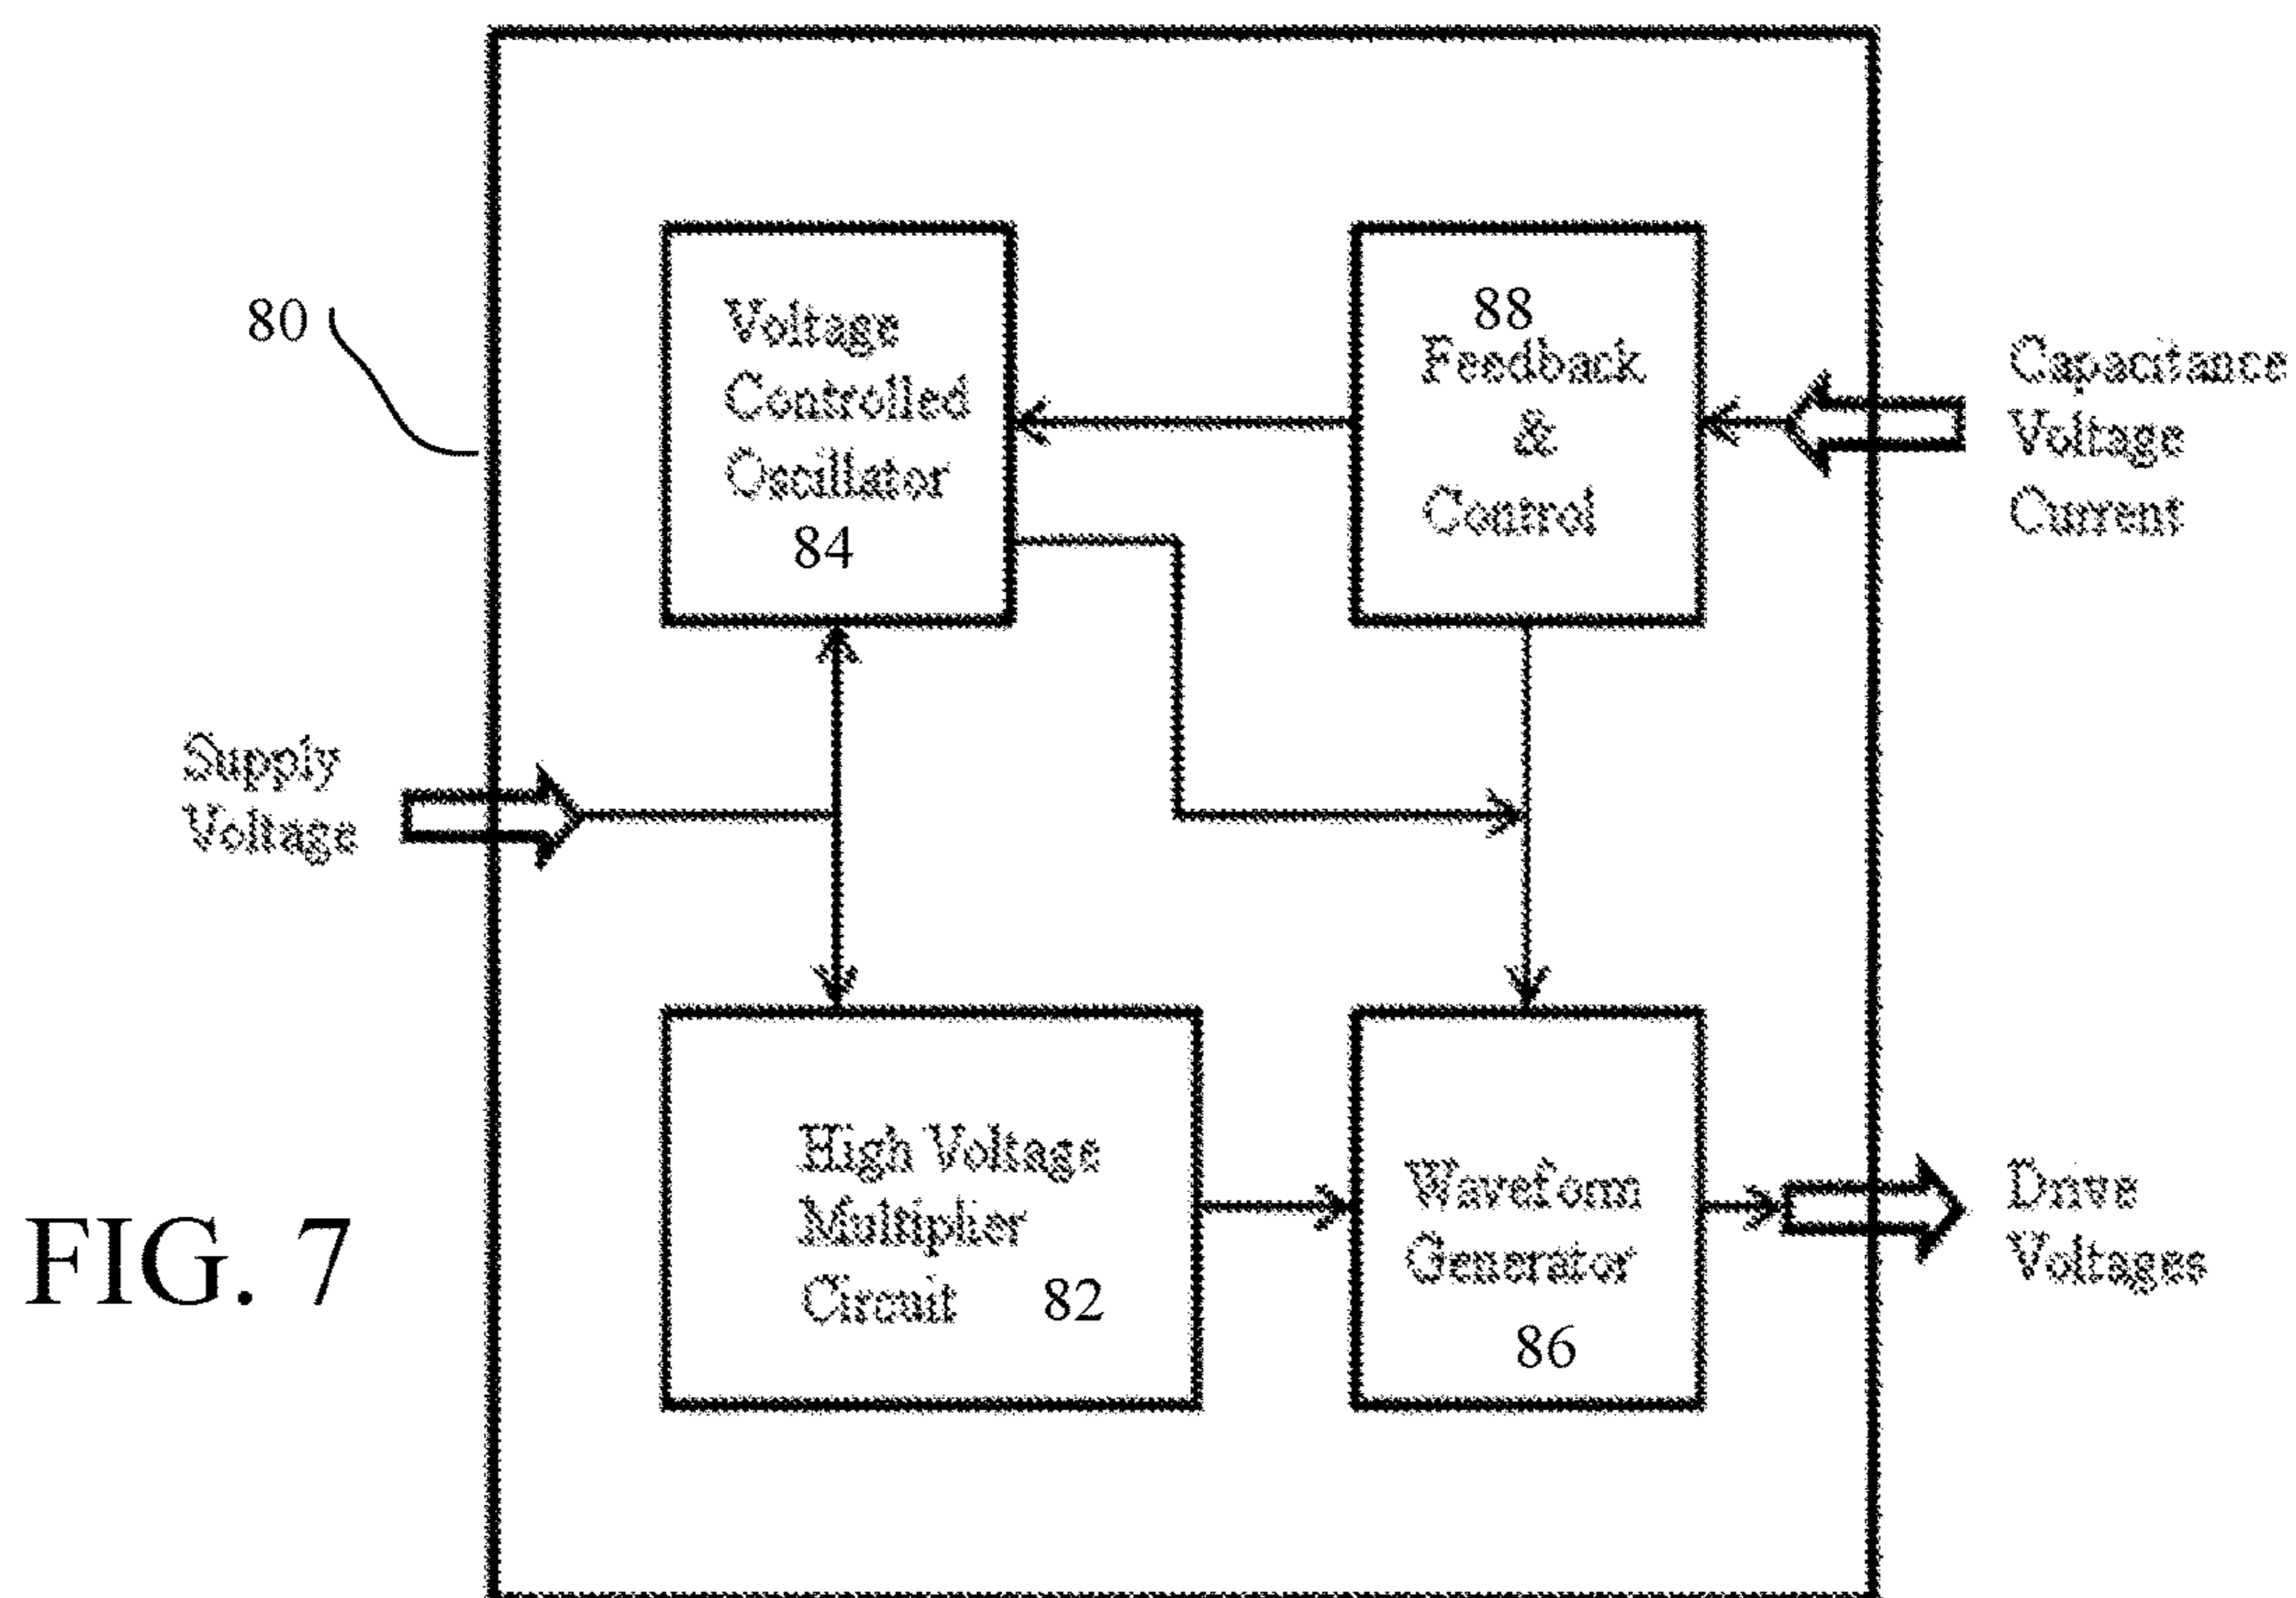 80
Voltage
Controlled
Oscillator
84
88
Feedback
&
Control
Capacitance
Voltage
Current
Supply
Voltage
High Voltage
Multiplier
Circuit 82
Waveform
Generator
86
Drive
Voltages
FIG. 7